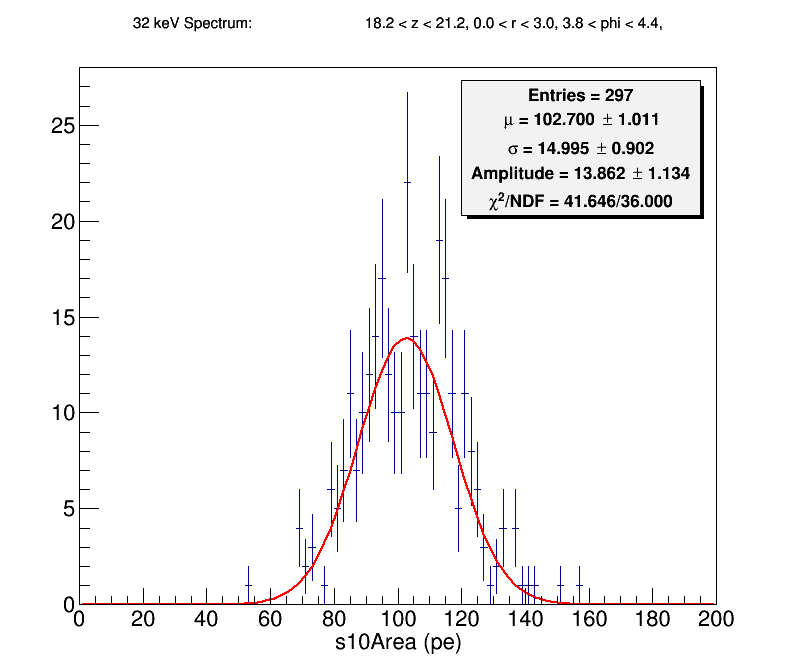 32 keV Spectrum: 18.2 < z < 21.2, 0.0 < r < 3.0, 3.8 < phi < 4.4,
Entries = 297
μ = 102.700 ± 1.011
σ = 14.995 ± 0.902
Amplitude = 13.862 ± 1.134
χ²/NDF = 41.646/36.000
25
20
15
10
5
0
0 20 40 60 80 100 120 140 160 180 200
s10Area (pe)